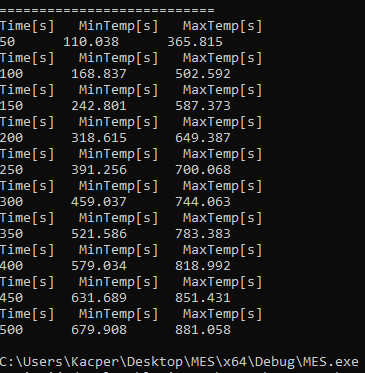 ===========================
Time[s]   MinTemp[s]   MaxTemp[s]
50      110.038      365.815
Time[s]   MinTemp[s]   MaxTemp[s]
100      168.837      502.592
Time[s]   MinTemp[s]   MaxTemp[s]
150      242.801      587.373
Time[s]   MinTemp[s]   MaxTemp[s]
200      318.615      649.387
Time[s]   MinTemp[s]   MaxTemp[s]
250      391.256      700.068
Time[s]   MinTemp[s]   MaxTemp[s]
300      459.037      744.063
Time[s]   MinTemp[s]   MaxTemp[s]
350      521.586      783.383
Time[s]   MinTemp[s]   MaxTemp[s]
400      579.034      818.992
Time[s]   MinTemp[s]   MaxTemp[s]
450      631.689      851.431
Time[s]   MinTemp[s]   MaxTemp[s]
500      679.908      881.058
C:\Users\Kacper\Desktop\MES\x64\Debug\MES.exe